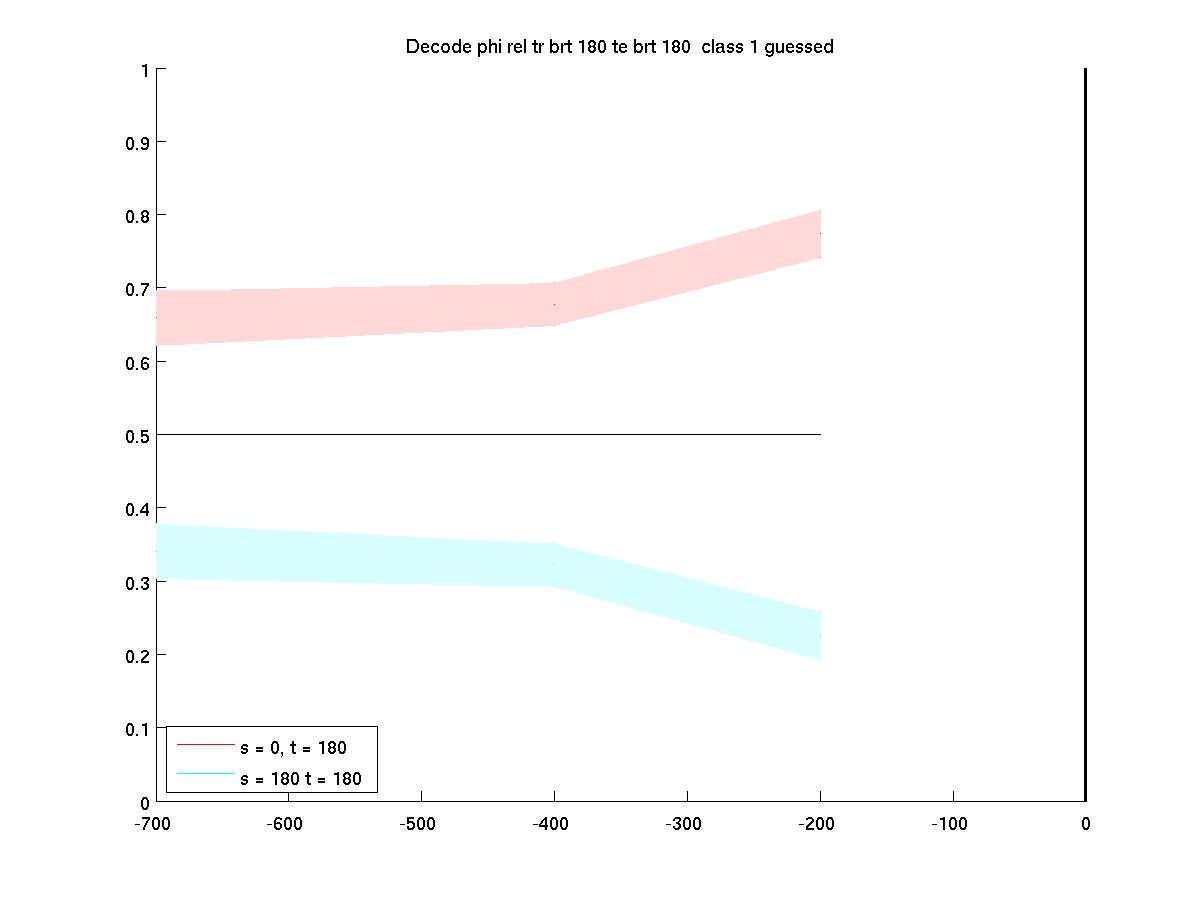 Decode phi rel tr brt 180 te brt 180  class 1 guessed
1
0.9
0.8
0.7
0.6
0.5
0.4
0.3
0.2
0.1
0
s = 0, t = 180
s = 180 t = 180
-700 -600 -500 -400 -300 -200 -100 0